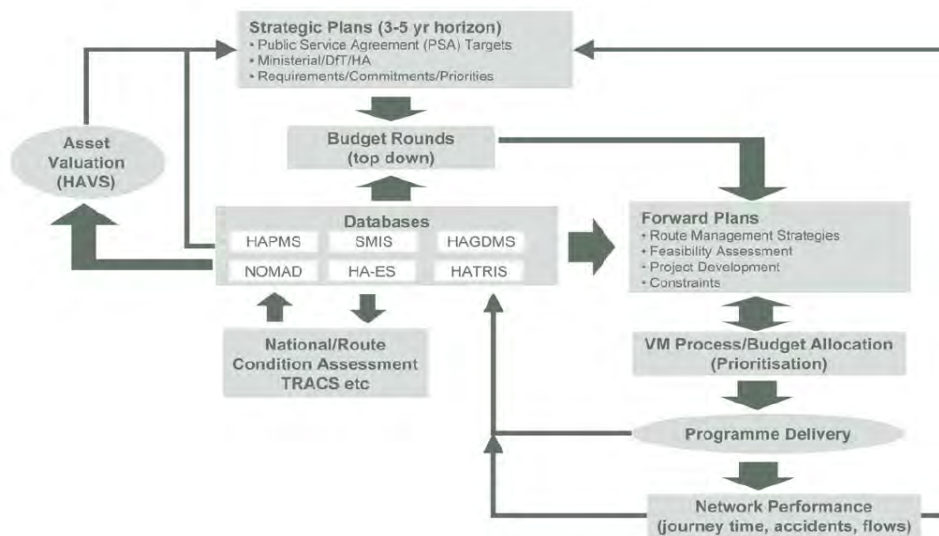 Strategic Plans (3-5 yr horizon)
• Public Service Agreement (PSA) Targets
• Ministerial/DfT/HA
• Requirements/Commitments/Priorities
Asset
Valuation
(HAVS)
Budget Rounds
(top down)
Databases
HAPMS SMIS HAGDMS
NOMAD HA-ES HATRIS
Forward Plans
• Route Management Strategies
• Feasibility Assessment
• Project Development
• Constraints
National/Route
Condition Assessment
TRACS etc
VM Process/Budget Allocation
(Prioritisation)
Programme Delivery
Network Performance
(journey time, accidents, flows)